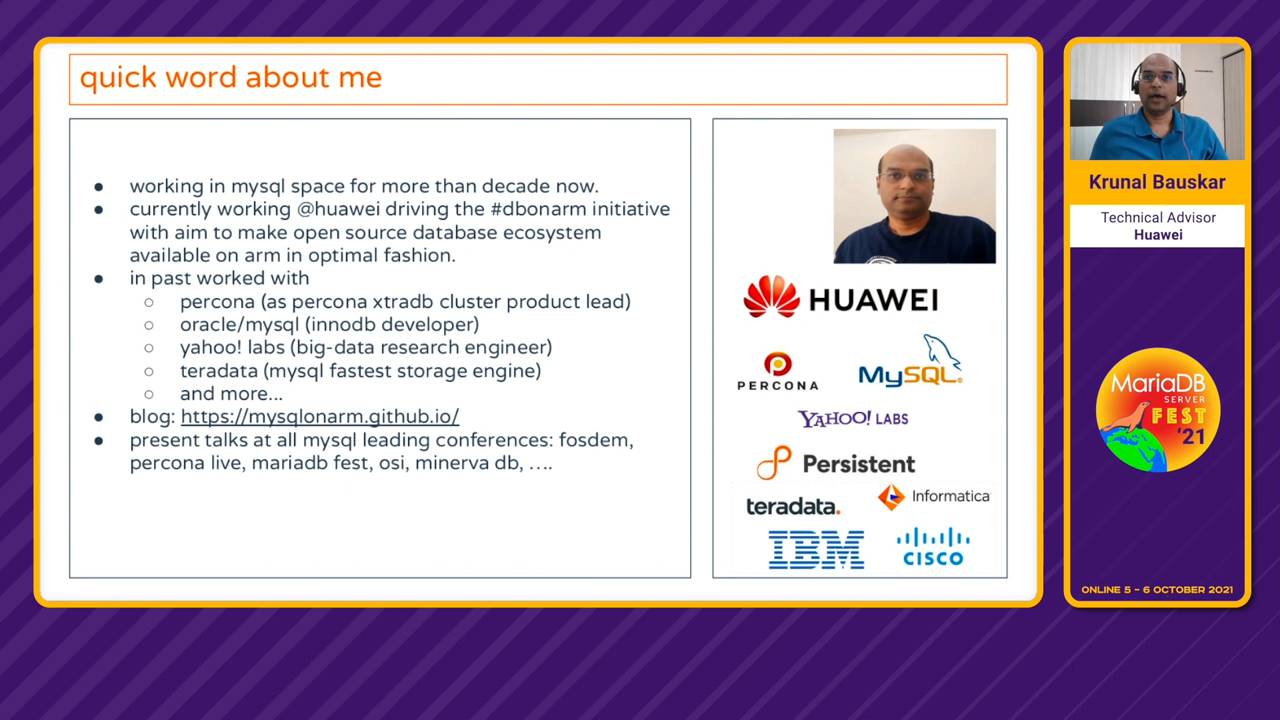 quick word about me
● working in mysql space for more than decade now.
● currently working @huawei driving the #dbonarm initiative
with aim to make open source database ecosystem
available on arm in optimal fashion.
● in past worked with
○ percona (as percona xtradb cluster product lead)
○ oracle/mysql (innodb developer)
○ yahoo! labs (big-data research engineer)
○ teradata (mysql fastest storage engine)
○ and more...
● blog: https://mysqlonarm.github.io/
● present talks at all mysql leading conferences: fosdem,
percona live, mariadb fest, osi, minerva db, ....
HUAWEI
PERCONA
MySQL®
YAHOO! LABS
Persistent
teradata.
Informatica
IBM
CISCO
Krunal Bauskar
Technical Advisor
Huawei
MariaDB
SERVER
FEST
'21
ONLINE 5 – 6 OCTOBER 2021